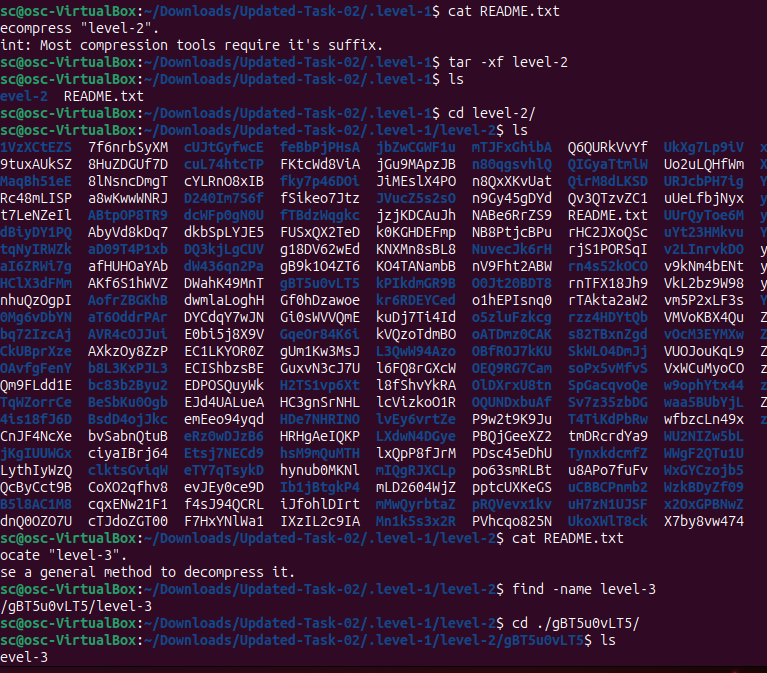 sc@osc-VirtualBox:~/Downloads/Updated-Task-02/.level-1$ cat README.txt
ecompress "level-2".
int: Most compression tools require it's suffix.
sc@osc-VirtualBox:~/Downloads/Updated-Task-02/.level-1$ tar -xf level-2
sc@osc-VirtualBox:~/Downloads/Updated-Task-02/.level-1$ ls
evel-2 README.txt
sc@osc-VirtualBox:~/Downloads/Updated-Task-02/.level-1$ cd level-2/
sc@osc-VirtualBox:~/Downloads/Updated-Task-02/.level-1/level-2$ ls
1VzXCtEZS 7f6nrbSyXM cUJtGyfwcE feBbPjPHsA jbZwCGWF1u mTJFxGhibA Q6QURkVvYf UkXg7Lp9iV x
9tuxAUkSZ 8HuZDGUf7D cuL74htcTP FKtcWd8ViA jGu9MApzJB n80qgsvhlQ QIGyaTtmlW Uo2uLQHfWm X
MaqBh51eE 8lNsncDmgT cYLRnO8xIB fky7p46DOi JiMEslX4PO n8QxXKvUat QirM8dLKSD URJcbPH7ig Y
Rc48mLISP a8wKwwWNRJ D240Im7S6f fSikeo7Jtz JVucZ5s2sO n9Gy45gDYd Qv3QTzvZC1 uUeLfbjNyx y
t7LeNZeIl ABtpOP8TR9 dcWFp0gN0U fTBdzWqgkc jzjKDCAuJh NABe6RrZS9 README.txt UUrQyToe6M y
dBiyDY1PQ AbyVd8kDq7 dkbSpLYJE5 FUSxQX2TeD k0KGHDEFmp NB8PtjcBPu rHC2JXoQSc uYt23HMkvu Y
tqNyIRWZk aD09T4P1xb DQ3kjLgCUV g18DV62wEd KNXMn8sBL8 NuvecJk6rH rjS1PORSqI v2LInrvkDO y
aI6ZRWi7g afHUHOaYAb dW436qn2Pa gB9k1O4ZT6 KO4TANambB nV9Fht2ABW rn4s52kOCO v9kNm4bENt y
HClX3dFMm AKf6S1hWVZ DWahK49MnT gBT5u0vLT5 kPIkdmGR9B O0Jt20BDT8 rnTFX18Jh9 VkL2bz9W98 y
nhuQzOgpI AofrZBGKhB dwmlaLoghH Gf0hDzawoe kr6RDEYCed o1hEPIsnq0 rTAkta2aW2 vm5P2xLF3s Y
0Mg6vDbYN aT6OddrPAr DYCdqY7wJN Gi0sWVVQmE kuDj7Ti4Id o5zluFzkcg rzz4HDYtQb VMVoKBX4Qu Z
bq72IzcAj AVR4cOJJui E0bi5j8X9V GqeOr84K6i kVQzoTdmBO oATDmz0CAK s82TBxnZgd vOcM3EYMXw Z
CkUBprXze AXkzOy8ZzP EC1LKYOR0Z gUm1Kw3MsJ L3QwW94Azo OBfROJ7kKU SkWLO4DmJj VUOJouKqL9 Z
OAvfgFenY b8L3KxPJL3 ECIShbzsBE GuxvN3cJ7U l6FQ8rGXcW OEQ9RG7Cam soPx5vMfvS VxWCuMyoCO z
Qm9FLdd1E bc83b28yu2 EDPOSQuyWk H2TS1vp6Xt l8fShvYkRA OlDXrxU8tn SpGacqvoQe w9ophYtx44 z
TqWZorrCe BeSbKu0Ogb EJd4UALueA HC3gnSrNHL lcVizkoO1R OQUNDxbuAf Sv7z35zbDG waa5BUbYjL Z
4is18fJ6D BsdD4ojJkc emEeo94yqd HDe7NHRINO lvEy6vrtZe P9w2t9K9Ju T4TiKdPbRw wfbzcLn49x z
CnJF4NcXe bvSabnQtuB eRz0wDJzB6 HRHgAeIQKP LXdwN4DGye PBQjGeeXZ2 tmDRcrdYa9 WU2NIZw5bL
jKgIUUWGx ciyaIBrj64 Etsj7NECd9 hsM9mQuMTH lxQpP8fJrM PDsc45eDhU TynxkdcmfZ WWgF2QTu1U
LythIyWzQ clktsGviqW eTY7qTsykD hynub0MKNl mIQgRJXCLp po63smRLBt u8APo7fuFv WxGYCzojb5
QcByCct9B CoXO2qfhv8 evJEy0ce9D Ib1jBtgkP4 mLD2604WjZ pptcUXKeGS uCBBCPnmb2 WzkBDyZf09
BSl8AC1M8 cqxENw21F1 f4sJ94QCRL iJfohlDIrt mMwQyrbtaZ pRQVevx1kv uH7zN1UJSF x2OxGPBNwZ
dnQ0OZO7U cTJdoZGT00 F7HxYNlWa1 IXzIL2c9IA Mn1k5s3x2R PVhcqo825N UkoXWlT8ck X7by8vw474
sc@osc-VirtualBox:~/Downloads/Updated-Task-02/.level-1/level-2$ cat README.txt
ocate "level-3".
se a general method to decompress it.
sc@osc-VirtualBox:~/Downloads/Updated-Task-02/.level-1/level-2$ find -name level-3
/gBT5u0vLT5/level-3
sc@osc-VirtualBox:~/Downloads/Updated-Task-02/.level-1/level-2$ cd ./gBT5u0vLT5/
sc@osc-VirtualBox:~/Downloads/Updated-Task-02/.level-1/level-2/gBT5u0vLT5$ ls
evel-3